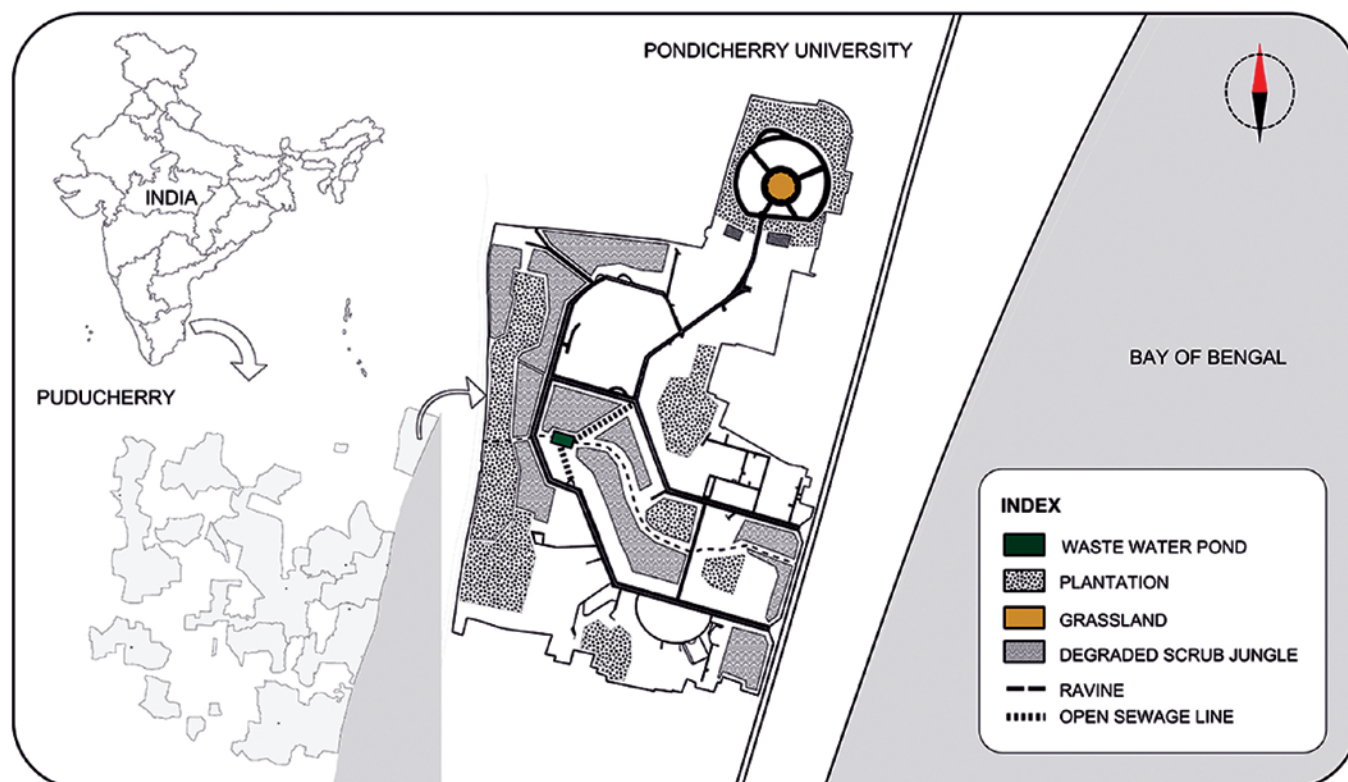 PONDICHERRY UNIVERSITY
INDIA
PUDUCHERRY
BAY OF BENGAL
INDEX
WASTE WATER POND
PLANTATION
GRASSLAND
DEGRADED SCRUB JUNGLE
RAVINE
OPEN SEWAGE LINE